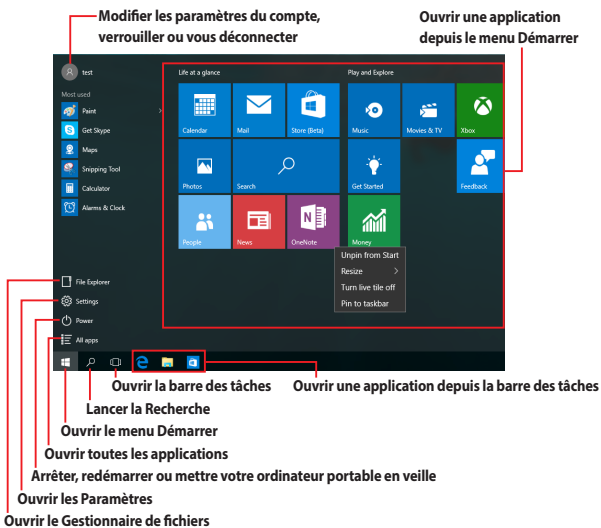 Modifier les paramètres du compte,
verrouiller ou vous déconnecter
Ouvrir une application
depuis le menu Démarrer
test
Life at a glance
Play and Explore
Most used
Paint
Get Skype
Maps
Snipping Tool
Calculator
Alarms & Clock
Calendar
Mail
Store (Beta)
Music
Movies & TV
Xbox
Photos
Search
Get Started
Feedback
People
News
OneNote
Money
Unpin from Start
Resize
Turn live tile off
Pin to taskbar
File Explorer
Settings
Power
All apps
Ouvrir la barre des tâches
Ouvrir une application depuis la barre des tâches
Lancer la Recherche
Ouvrir le menu Démarrer
Ouvrir toutes les applications
Arrêter, redémarrer ou mettre votre ordinateur portable en veille
Ouvrir les Paramètres
Ouvrir le Gestionnaire de fichiers